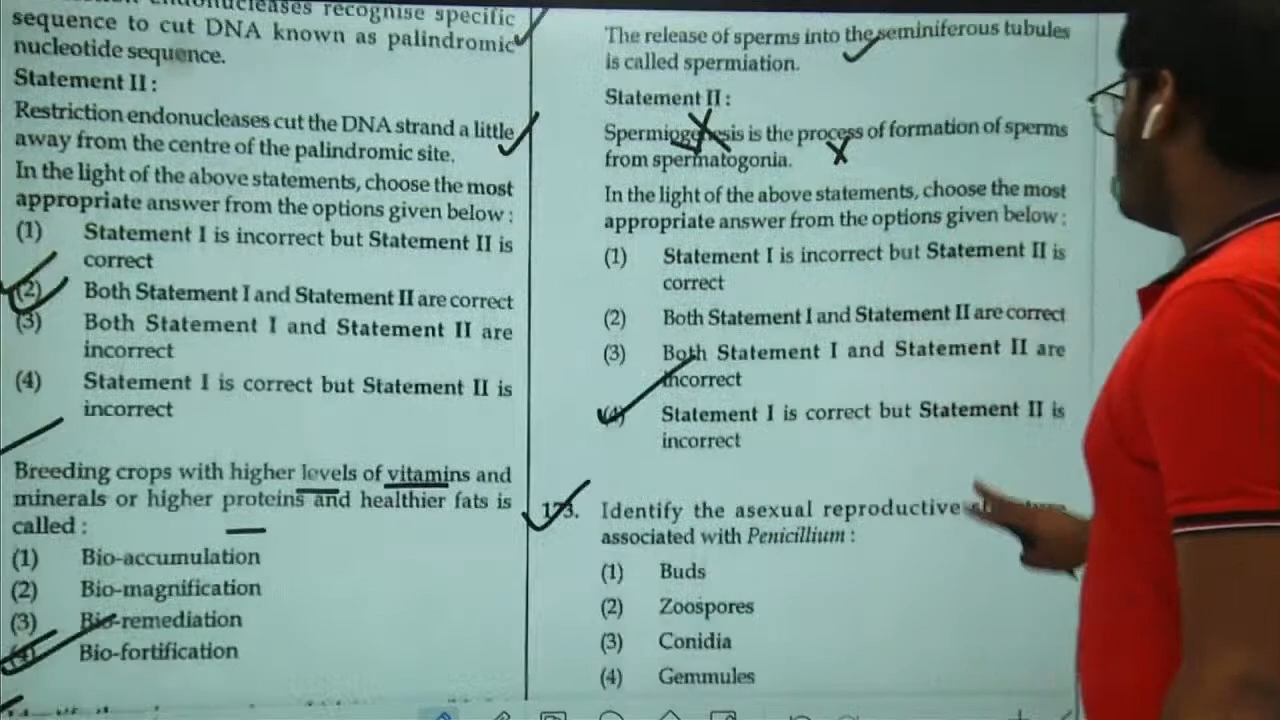 endonucleases recognise specific
sequence to cut DNA known as palindromic
nucleotide sequence.
Statement II :
Restriction endonucleases cut the DNA strand a little
away from the centre of the palindromic site.
In the light of the above statements, choose the most
appropriate answer from the options given below :
(1) Statement I is incorrect but Statement II is
correct
(2) Both Statement I and Statement II are correct
(3) Both Statement I and Statement II are
incorrect
(4) Statement I is correct but Statement II is
incorrect
Breeding crops with higher levels of vitamins and
minerals or higher proteins and healthier fats is
called :
(1) Bio-accumulation
(2) Bio-magnification
(3) Bio-remediation
(4) Bio-fortification
The release of sperms into the seminiferous tubules
is called spermiation.
Statement II :
Spermiogenesis is the process of formation of sperms
from spermatogonia.
In the light of the above statements, choose the most
appropriate answer from the options given below :
(1) Statement I is incorrect but Statement II is
correct
(2) Both Statement I and Statement II are correct
(3) Both Statement I and Statement II are
incorrect
(4) Statement I is correct but Statement II is
incorrect
173. Identify the asexual reproductive
associated with Penicillium :
(1) Buds
(2) Zoospores
(3) Conidia
(4) Gemmules